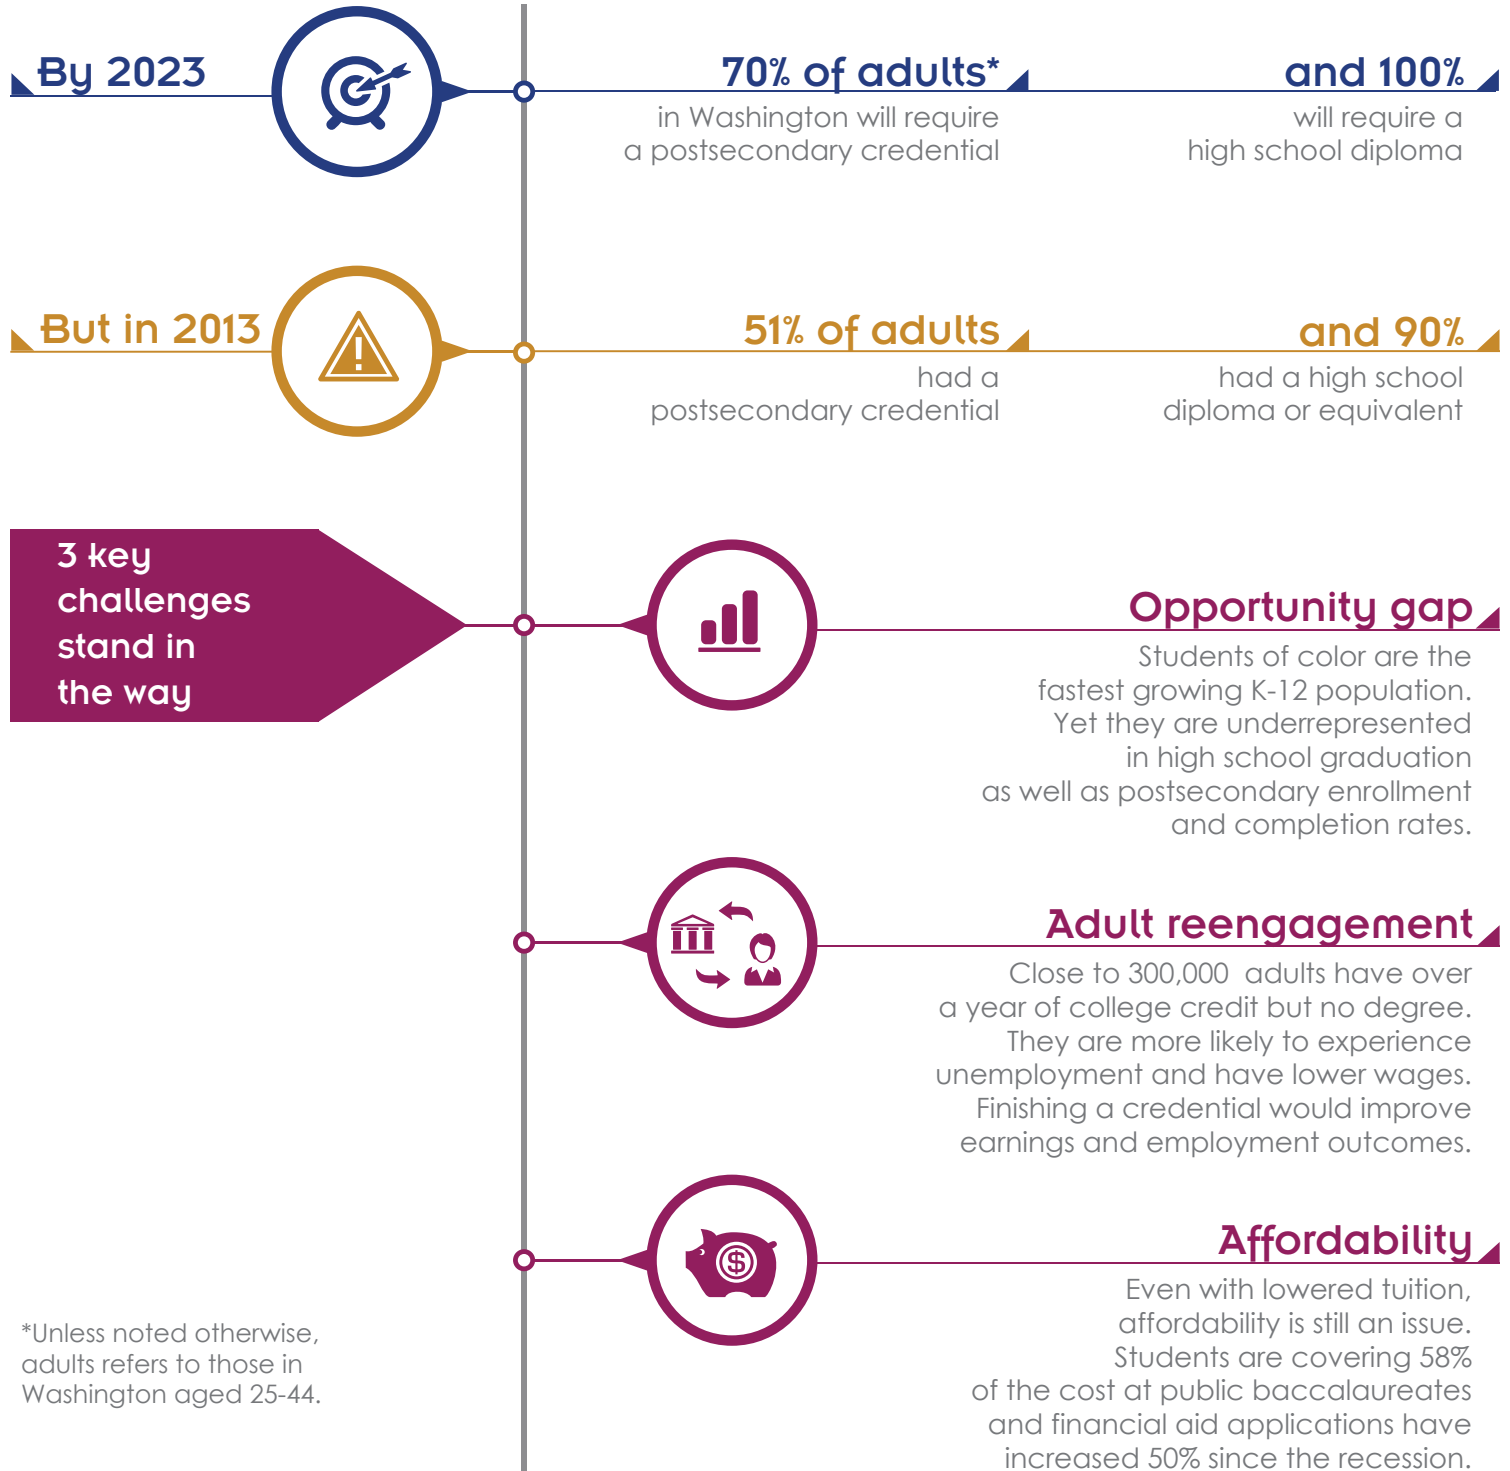 By 2023
70% of adults*
in Washington will require
a postsecondary credential
and 100%
will require a
high school diploma
But in 2013
51% of adults
had a
postsecondary credential
and 90%
had a high school
diploma or equivalent
3 key
challenges
stand in
the way
Opportunity gap
Students of color are the
fastest growing K-12 population.
Yet they are underrepresented
in high school graduation
as well as postsecondary enrollment
and completion rates.
Adult reengagement
Close to 300,000 adults have over
a year of college credit but no degree.
They are more likely to experience
unemployment and have lower wages.
Finishing a credential would improve
earnings and employment outcomes.
$
Affordability
Even with lowered tuition,
affordability is still an issue.
Students are covering 58%
of the cost at public baccalaureates
and financial aid applications have
increased 50% since the recession.
*Unless noted otherwise,
adults refers to those in
Washington aged 25-44.